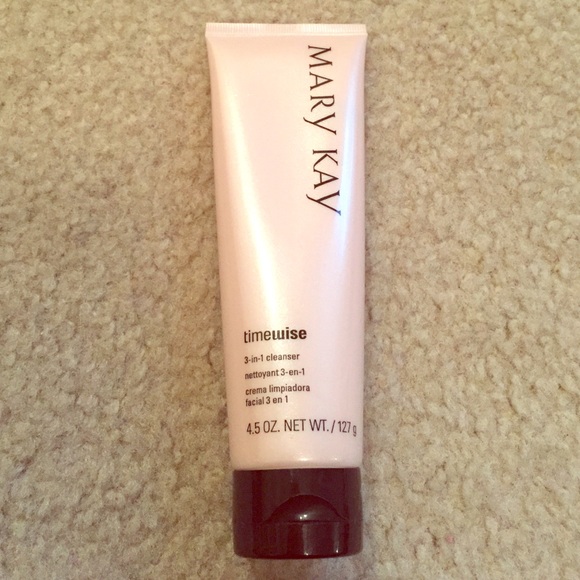 MARY KAY
timewise
3-in-1 cleanser
nettoyant 3-en-1
crema limpiadora
facial 3 en 1
4.5 OZ. NET WT. / 127 g